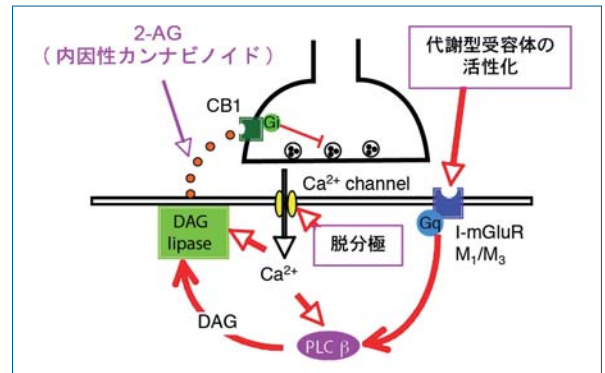 2-AG
（内因性カンナビノイド）
代謝型受容体の
活性化
CB1
Gi
Ca²⁺ channel
DAG
lipase
脱分極
Gq
I-mGluR
M₁/M₃
Ca²⁺
DAG
PLC β